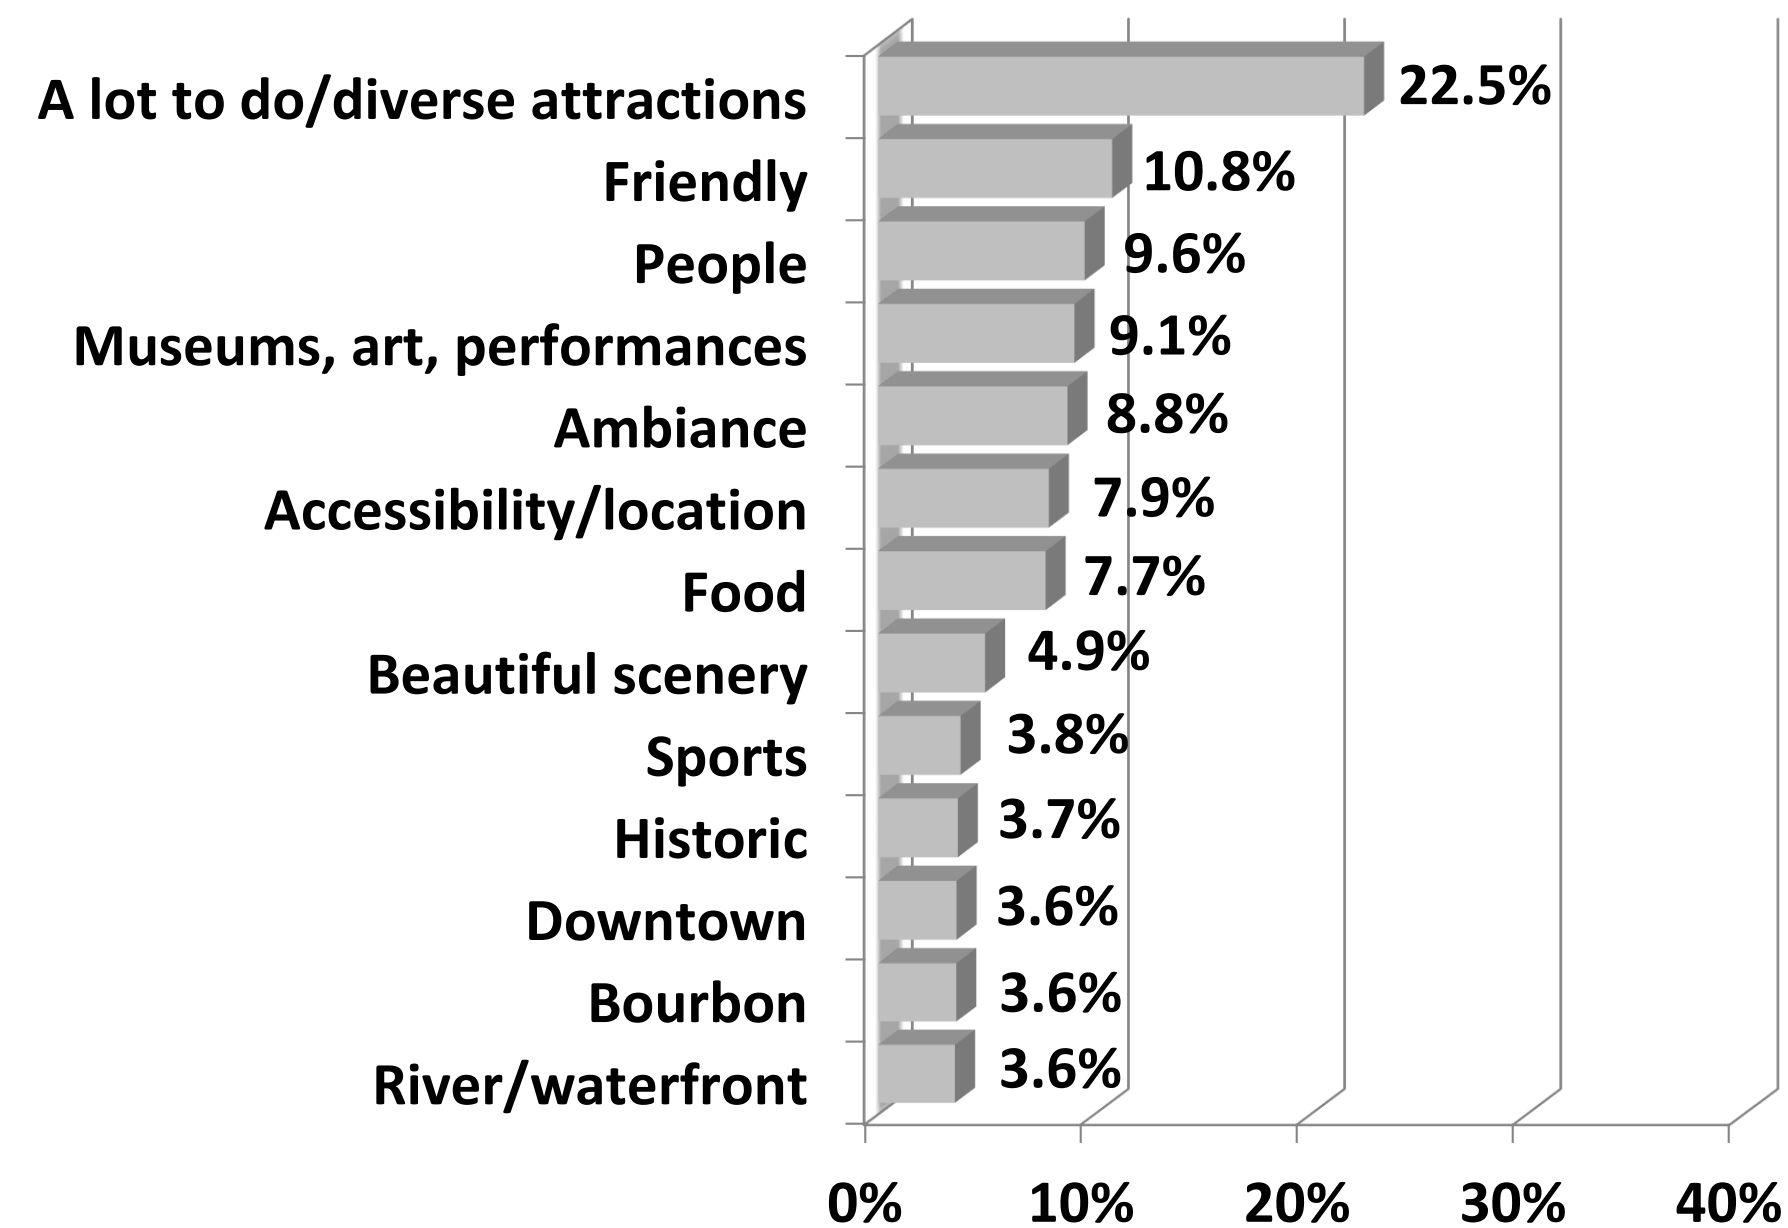 A lot to do/diverse attractions 22.5%
Friendly 10.8%
People 9.6%
Museums, art, performances 9.1%
Ambiance 8.8%
Accessibility/location 7.9%
Food 7.7%
Beautiful scenery 4.9%
Sports 3.8%
Historic 3.7%
Downtown 3.6%
Bourbon 3.6%
River/waterfront 3.6%
0% 10% 20% 30% 40%